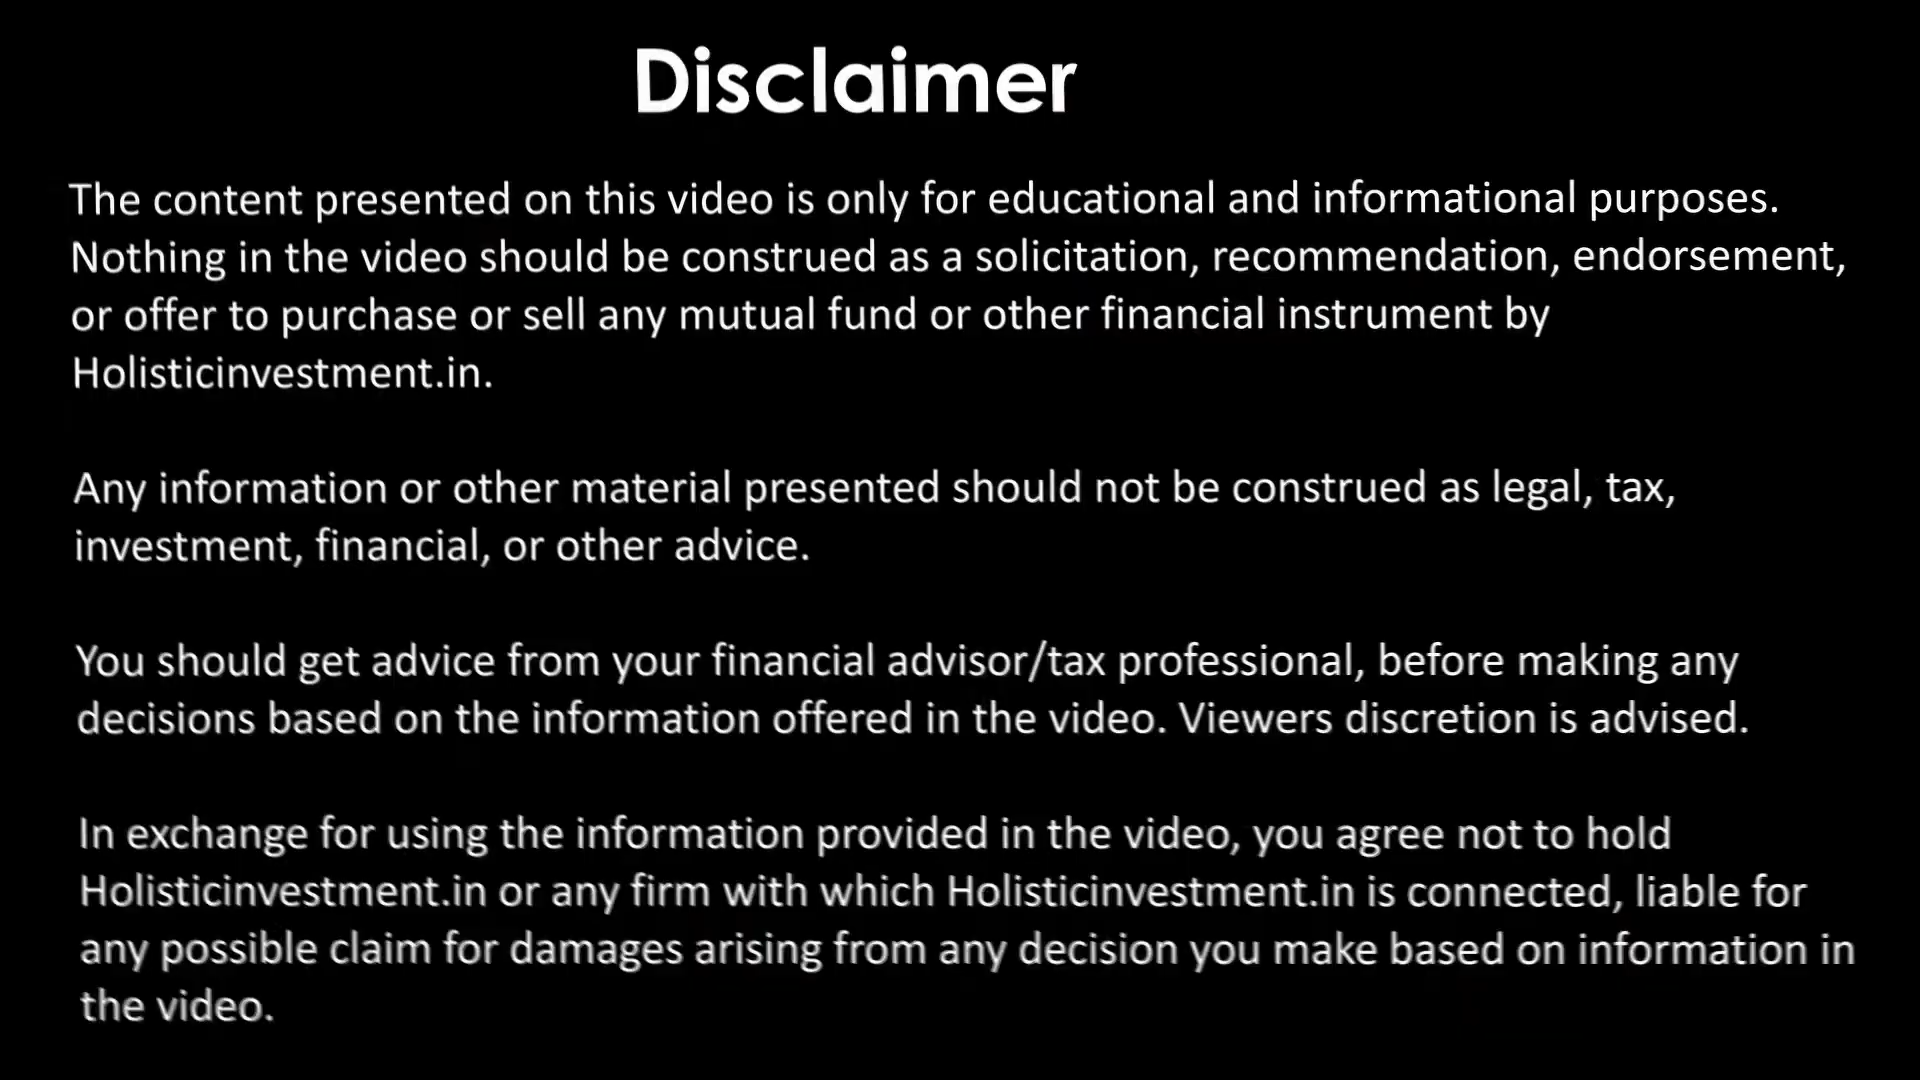 Disclaimer
The content presented on this video is only for educational and informational purposes.
Nothing in the video should be construed as a solicitation, recommendation, endorsement,
or offer to purchase or sell any mutual fund or other financial instrument by
Holisticinvestment.in.
Any information or other material presented should not be construed as legal, tax,
investment, financial, or other advice.
You should get advice from your financial advisor/tax professional, before making any
decisions based on the information offered in the video. Viewers discretion is advised.
In exchange for using the information provided in the video, you agree not to hold
Holisticinvestment.in or any firm with which Holisticinvestment.in is connected, liable for
any possible claim for damages arising from any decision you make based on information in
the video.